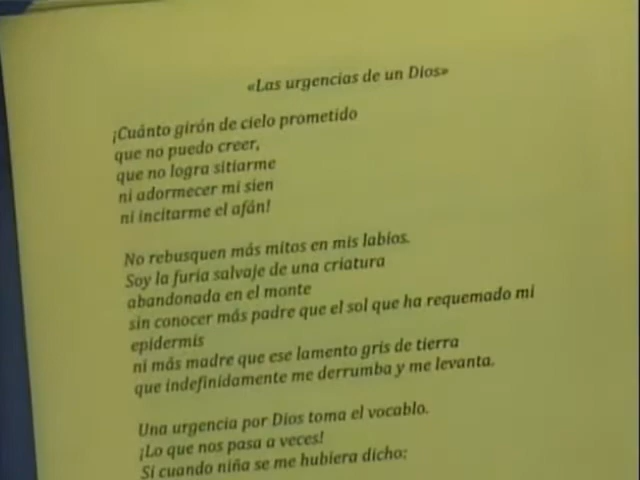 «Las urgencias de un Dios»
¡Cuánto girón de cielo prometido
que no puedo creer,
que no logra sitiarme
ni adormecer mi sien
ni incitarme el afán!
No rebusquen más mitos en mis labios.
Soy la furia salvaje de una criatura
abandonada en el monte
sin conocer más padre que el sol que ha requemado mi
epidermis
ni más madre que ese lamento gris de tierra
que indefinidamente me derrumba y me levanta.
Una urgencia por Dios toma el vocablo.
¡Lo que nos pasa a veces!
Si cuando niña se me hubiera dicho: